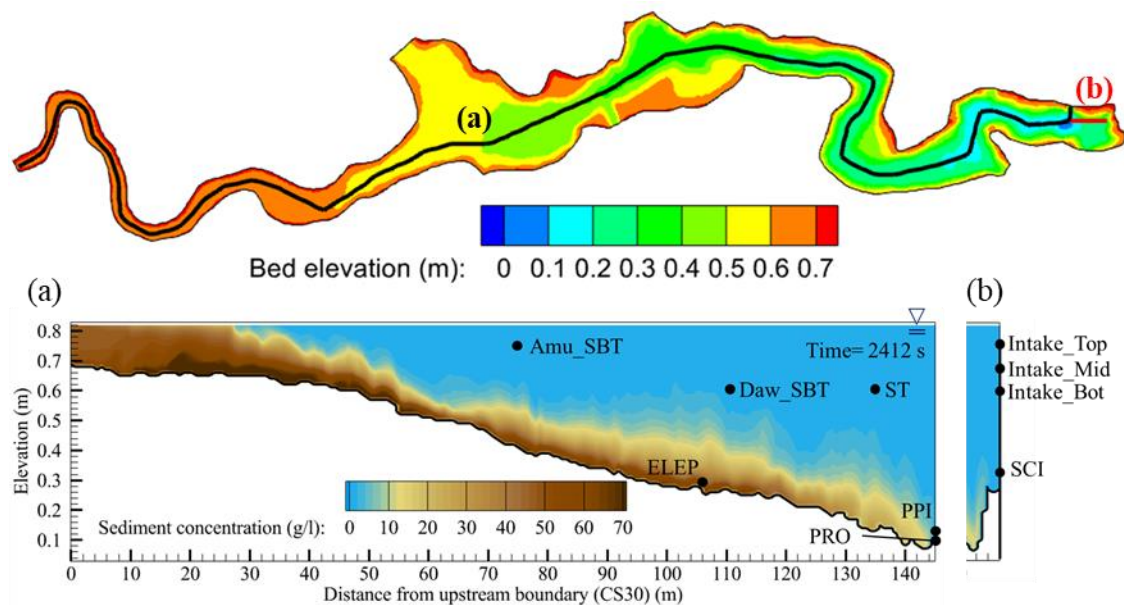 (a)
(b)
Bed elevation (m): 0 0.1 0.2 0.3 0.4 0.5 0.6 0.7
(a)
(b)
0.8
0.7
0.6
0.5
0.4
0.3
0.2
0.1
Elevation (m)
Amu_SBT
Time= 2412 s
Daw_SBT
ST
ELEP
PPI
PRO
Sediment concentration (g/l):
0 10 20 30 40 50 60 70
0 10 20 30 40 50 60 70 80 90 100 110 120 130 140
Distance from upstream boundary (CS30) (m)
Intake_Top
Intake_Mid
Intake_Bot
SCI